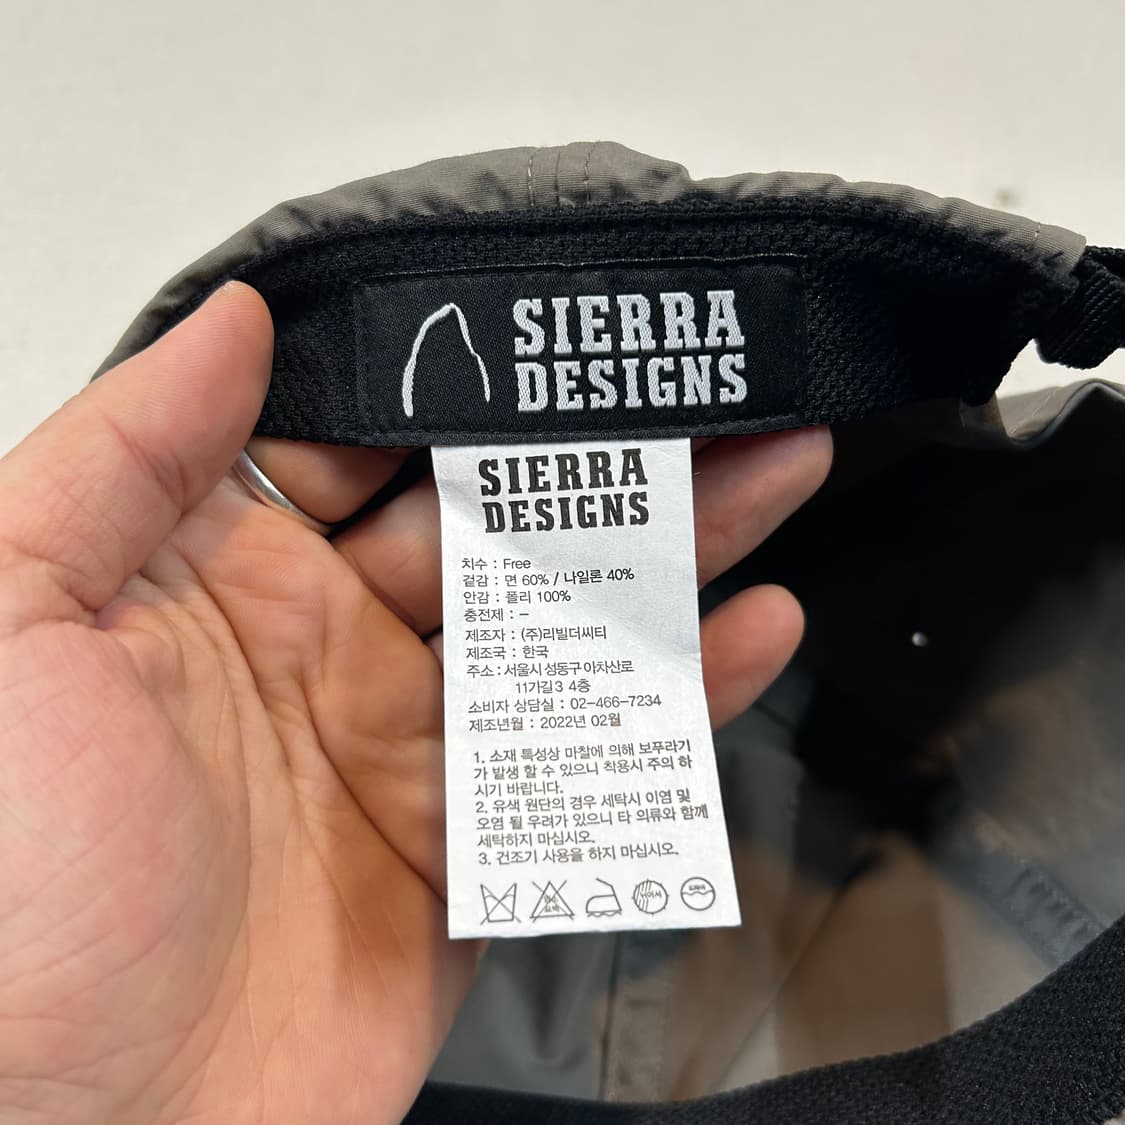 SIERRA
DESIGNS
SIERRA
DESIGNS
치수 : Free
겉감 : 면 60% / 나일론 40%
안감 : 폴리 100%
충전제 : –
제조자 : (주)리빌더씨티
제조국 : 한국
주소 : 서울시 성동구 아차산로
11가길3 4층
소비자 상담실 : 02-466-7234
제조년월 : 2022년 02월
1. 소재 특성상 마찰에 의해 보푸라기
가 발생 할 수 있으니 착용시 주의 하
시기 바랍니다.
2. 유색 원단의 경우 세탁시 이염 및
오염 될 우려가 있으니 타 의류와 함께
세탁하지 마십시오.
3. 건조기 사용을 하지 마십시오.